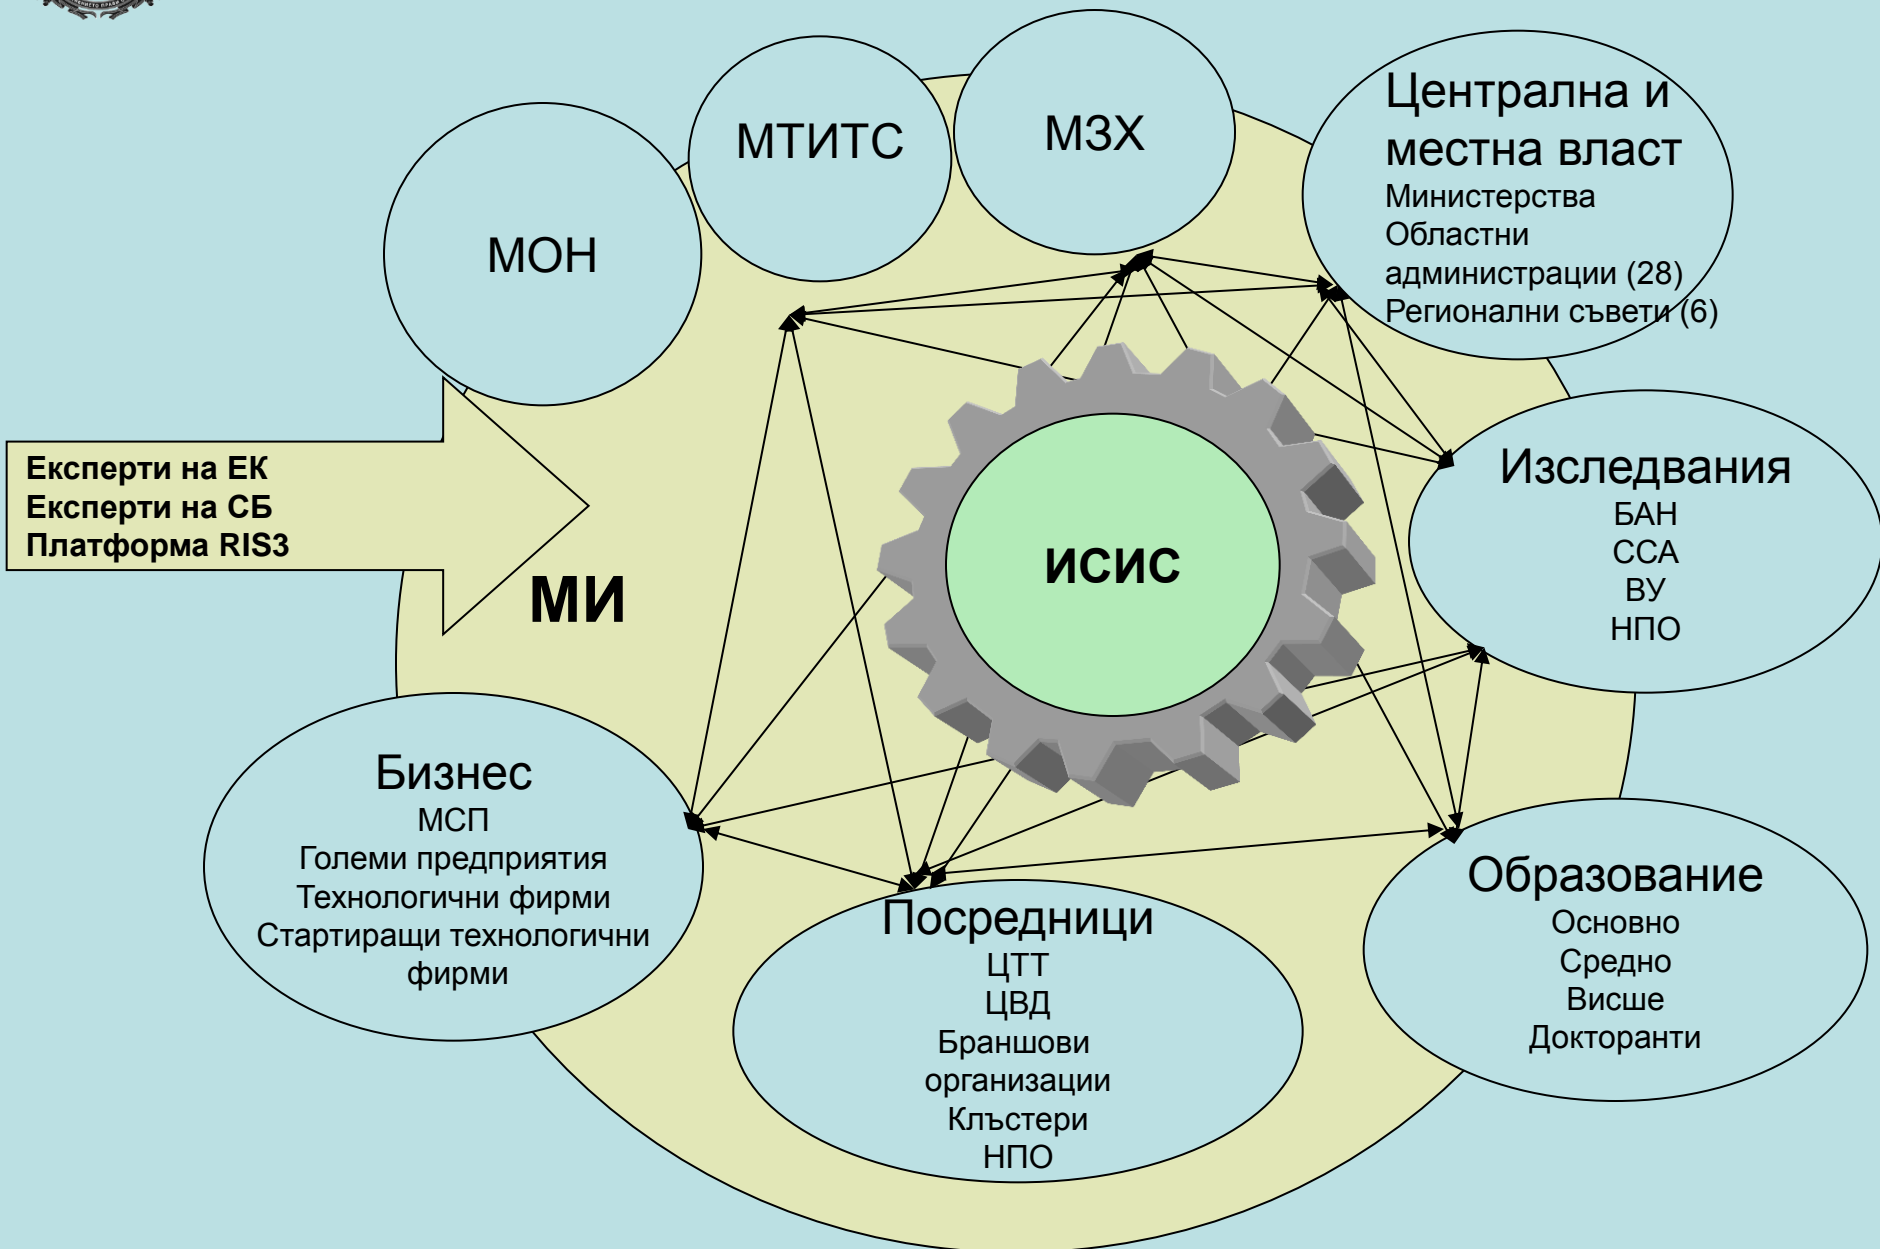 МОН
МТИТС
МЗХ
Централна и
местна власт
Министерства
Областни
администрации (28)
Регионални съвети (6)
Експерти на ЕК
Експерти на СБ
Платформа RIS3
МИ
ИСИС
Изследвания
БАН
ССА
ВУ
НПО
Бизнес
МСП
Големи предприятия
Технологични фирми
Стартиращи технологични
фирми
Посредници
ЦТТ
ЦВД
Браншови
организации
Клъстери
НПО
Образование
Основно
Средно
Висше
Докторанти